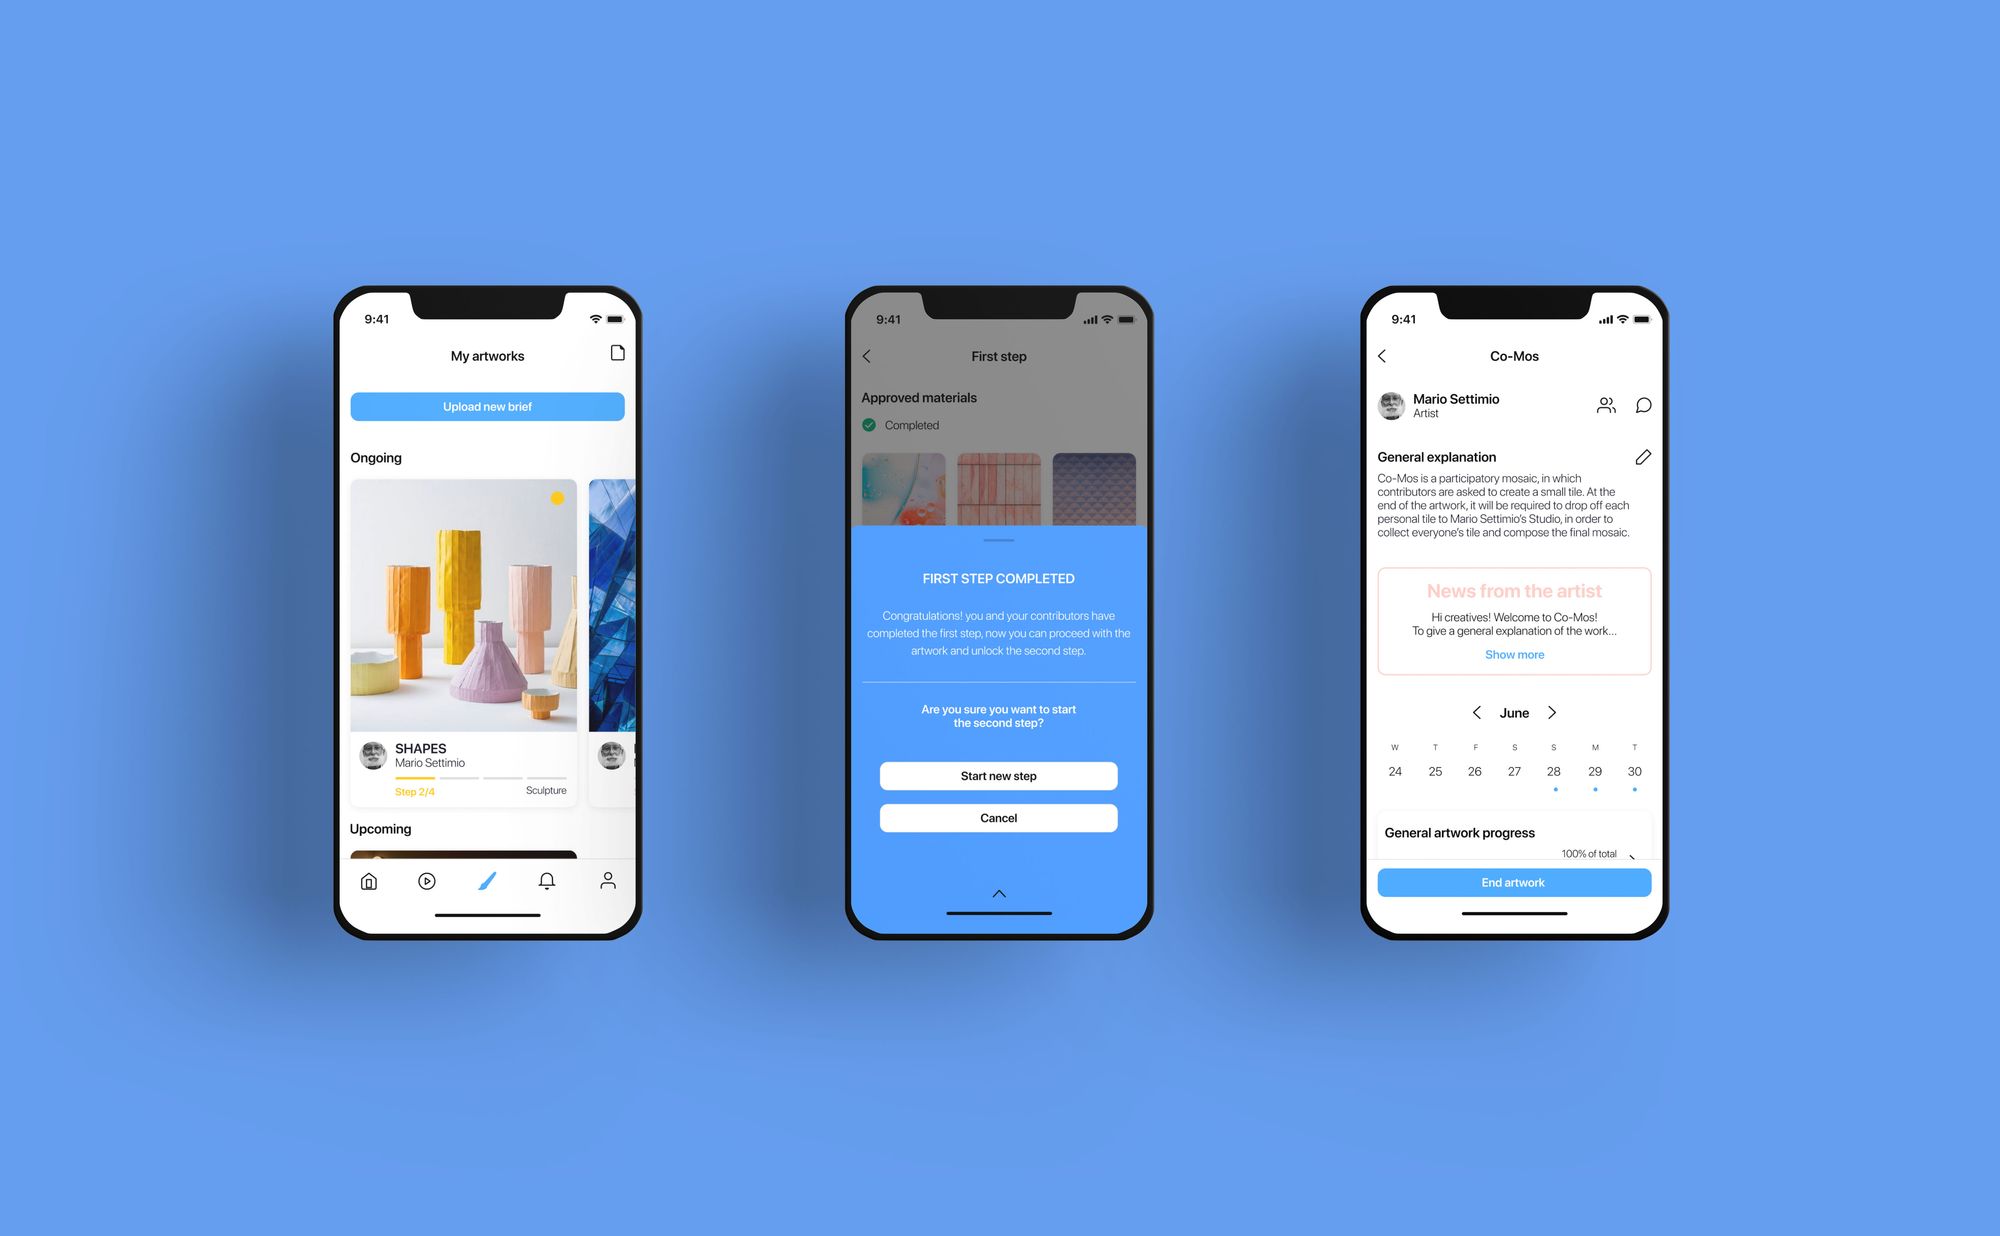 9:41
My artworks
Upload new brief
Ongoing
SHAPES
Mario Settimio
Step 2/4
Sculpture
Upcoming
9:41
First step
Approved materials
Completed
FIRST STEP COMPLETED
Congratulations! you and your contributors have
completed the first step, now you can proceed with the
artwork and unlock the second step.
Are you sure you want to start
the second step?
Start new step
Cancel
9:41
Co-Mos
Mario Settimio
Artist
General explanation
Co-Mos is a participatory mosaic, in which
contributors are asked to create a small tile. At the
end of the artwork, it will be required to drop off each
personal tile to Mario Settimio's Studio, in order to
collect everyone's tile and compose the final mosaic.
News from the artist
Hi creatives! Welcome to Co-Mos!
To give a general explanation of the work...
Show more
June
W T F S S M T
24 25 26 27 28 29 30
General artwork progress
100% of total
End artwork